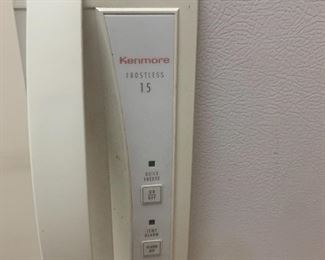 Kenmore
FROSTLESS
15
QUICK
FREEZE
ON
OFF
TEMP
ALARM
ALARM
OFF